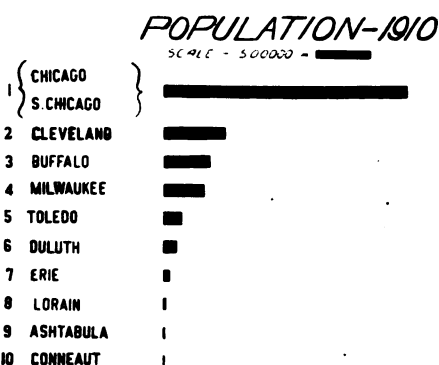 POPULATION-1910
SCALE - 500000 =
1 CHICAGO
S.CHICAGO
2 CLEVELAND
3 BUFFALO
4 MILWAUKEE
5 TOLEDO
6 DULUTH
7 ERIE
8 LORAIN
9 ASHTABULA
10 CONNEAUT